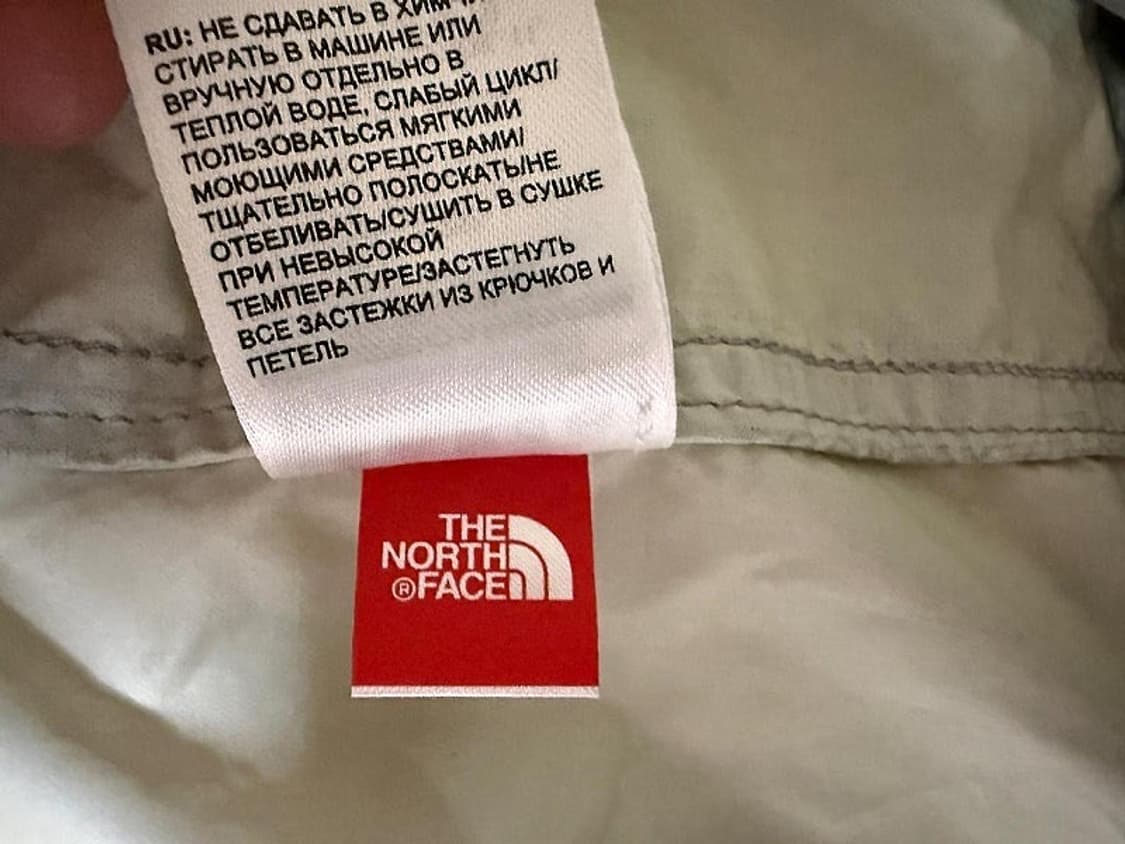 RU: НЕ СДАВАТЬ В
СТИРАТЬ В МАШИНЕ ИЛИ
ВРУЧНУЮ ОТДЕЛЬНО В
ТЕПЛОЙ ВОДЕ, СЛАБЫЙ ЦИКЛ/
ПОЛЬЗОВАТЬСЯ МЯГКИМИ
МОЮЩИМИ СРЕДСТВАМИ/
ТЩАТЕЛЬНО ПОЛОСКАТЬ/НЕ
ОТБЕЛИВАТЬ/СУШИТЬ В СУШКЕ
ПРИ НЕВЫСОКОЙ
ТЕМПЕРАТУРЕ/ЗАСТЕГНУТЬ
ВСЕ ЗАСТЕЖКИ ИЗ КРЮЧКОВ И
ПЕТЕЛЬ
THE
NORTH
®FACE